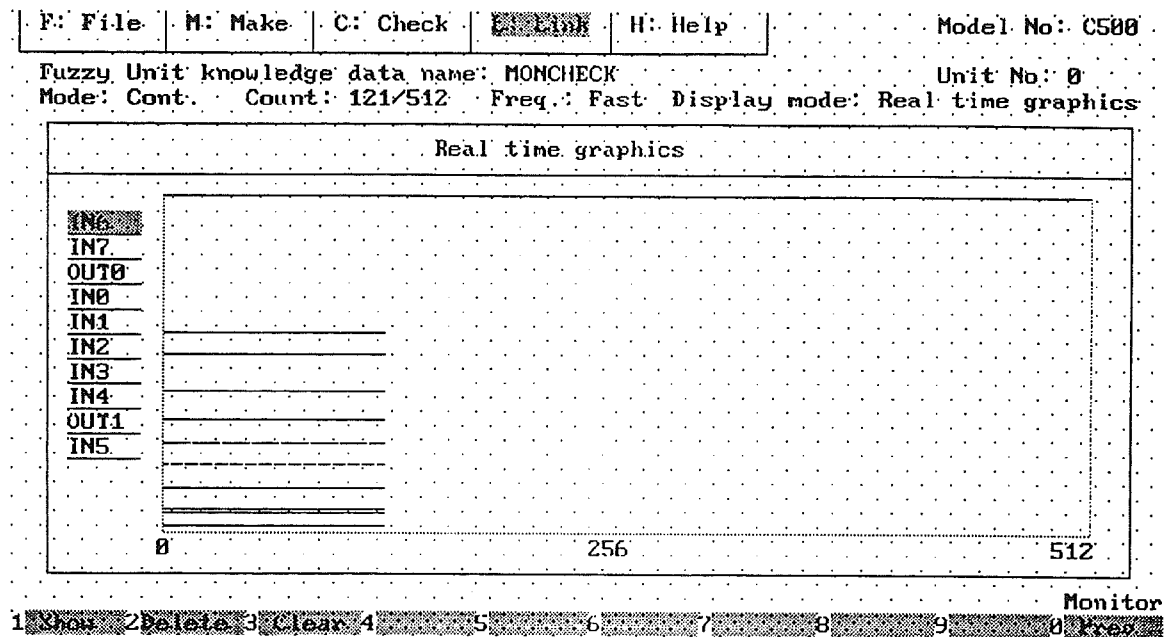 F: File M: Make C: Check L: Link H: Help Model No: C500
Fuzzy Unit knowledge data name: MONCHECK Unit No: 0
Mode: Cont. Count: 121/512 Freq.: Fast Display mode: Real time graphics
Real time graphics
IN6
IN7
OUT0
IN0
IN1
IN2
IN3
IN4
OUT1
IN5
0 256 512
Monitor
1 Show 2 Delete 3 Clear 4 5 6 7 8 9 0 Prev